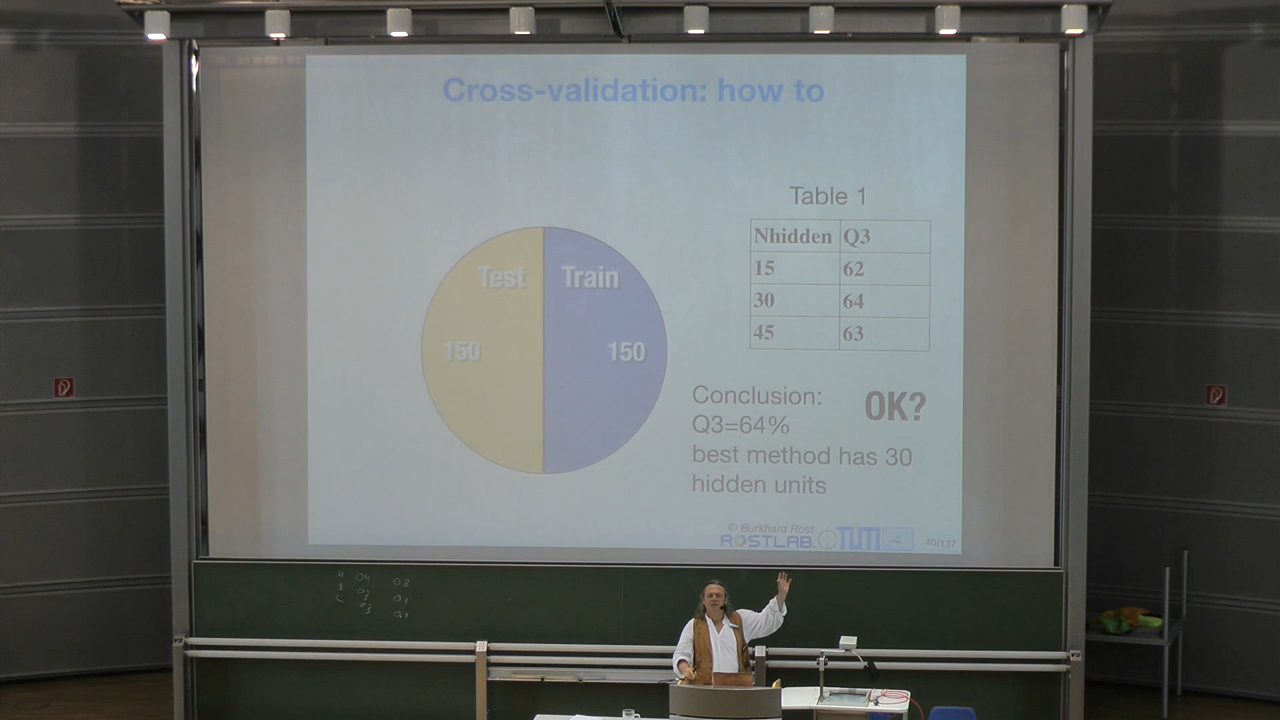 Cross-validation: how to
Table 1
Nhidden Q3
15 62
30 64
45 63
Test Train
150 150
Conclusion:
Q3=64%
best method has 30
hidden units
OK?
© Burkhard Rost
ROSTLAB TUM
40/137